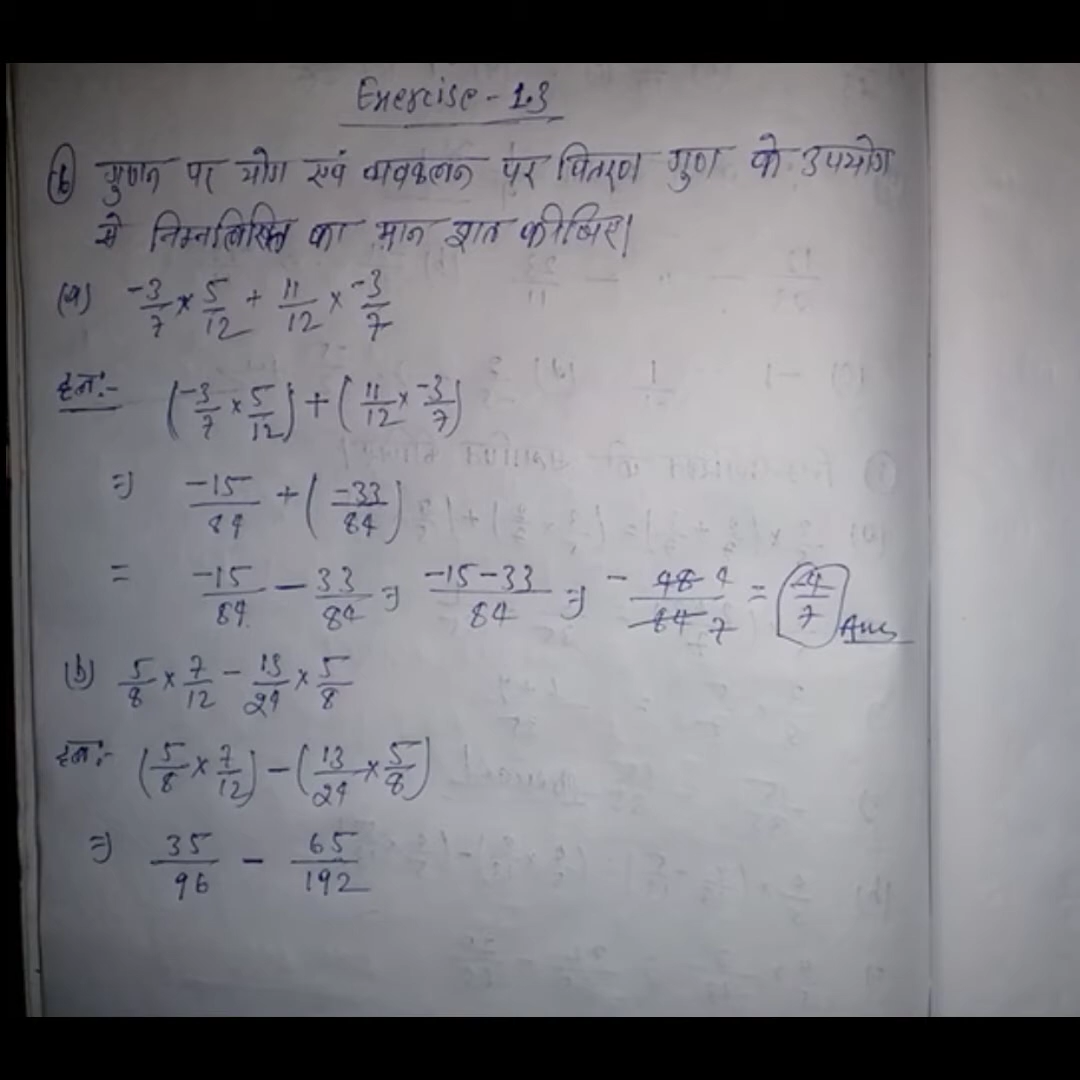 Exercise - 1.3
⑥ गुणन पर योग एवं व्यवकलन पर वितरण गुण के उपयोग
से निम्नलिखित का मान ज्ञात कीजिए।
(a) -3/7 × 5/12 + 11/12 × -3/7
हल:- (-3/7 × 5/12) + (11/12 × -3/7)
⇒ -15/84 + (-33/84)
= -15/84 - 33/84 ⇒ -15-33/84 ⇒ - 48 4/84 7 = -4/7 Ans
(b) 5/8 × 7/12 - 13/24 × 5/8
हल:- (5/8 × 7/12) - (13/24 × 5/8)
⇒ 35/96 - 65/192